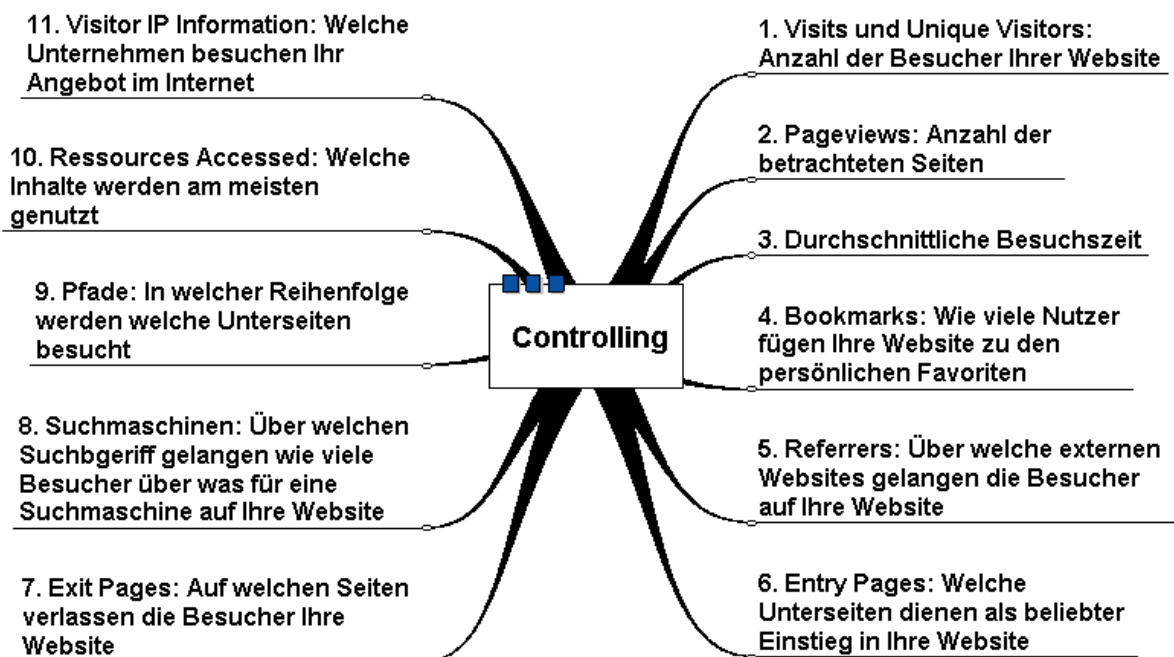 11. Visitor IP Information: Welche
Unternehmen besuchen Ihr
Angebot im Internet
10. Ressources Accessed: Welche
Inhalte werden am meisten
genutzt
9. Pfade: In welcher Reihenfolge
werden welche Unterseiten
besucht
8. Suchmaschinen: Über welchen
Suchbgeriff gelangen wie viele
Besucher über was für eine
Suchmaschine auf Ihre Website
7. Exit Pages: Auf welchen Seiten
verlassen die Besucher Ihre
Website
Controlling
1. Visits und Unique Visitors:
Anzahl der Besucher Ihrer Website
2. Pageviews: Anzahl der
betrachteten Seiten
3. Durchschnittliche Besuchszeit
4. Bookmarks: Wie viele Nutzer
fügen Ihre Website zu den
persönlichen Favoriten
5. Referrers: Über welche externen
Websites gelangen die Besucher
auf Ihre Website
6. Entry Pages: Welche
Unterseiten dienen als beliebter
Einstieg in Ihre Website